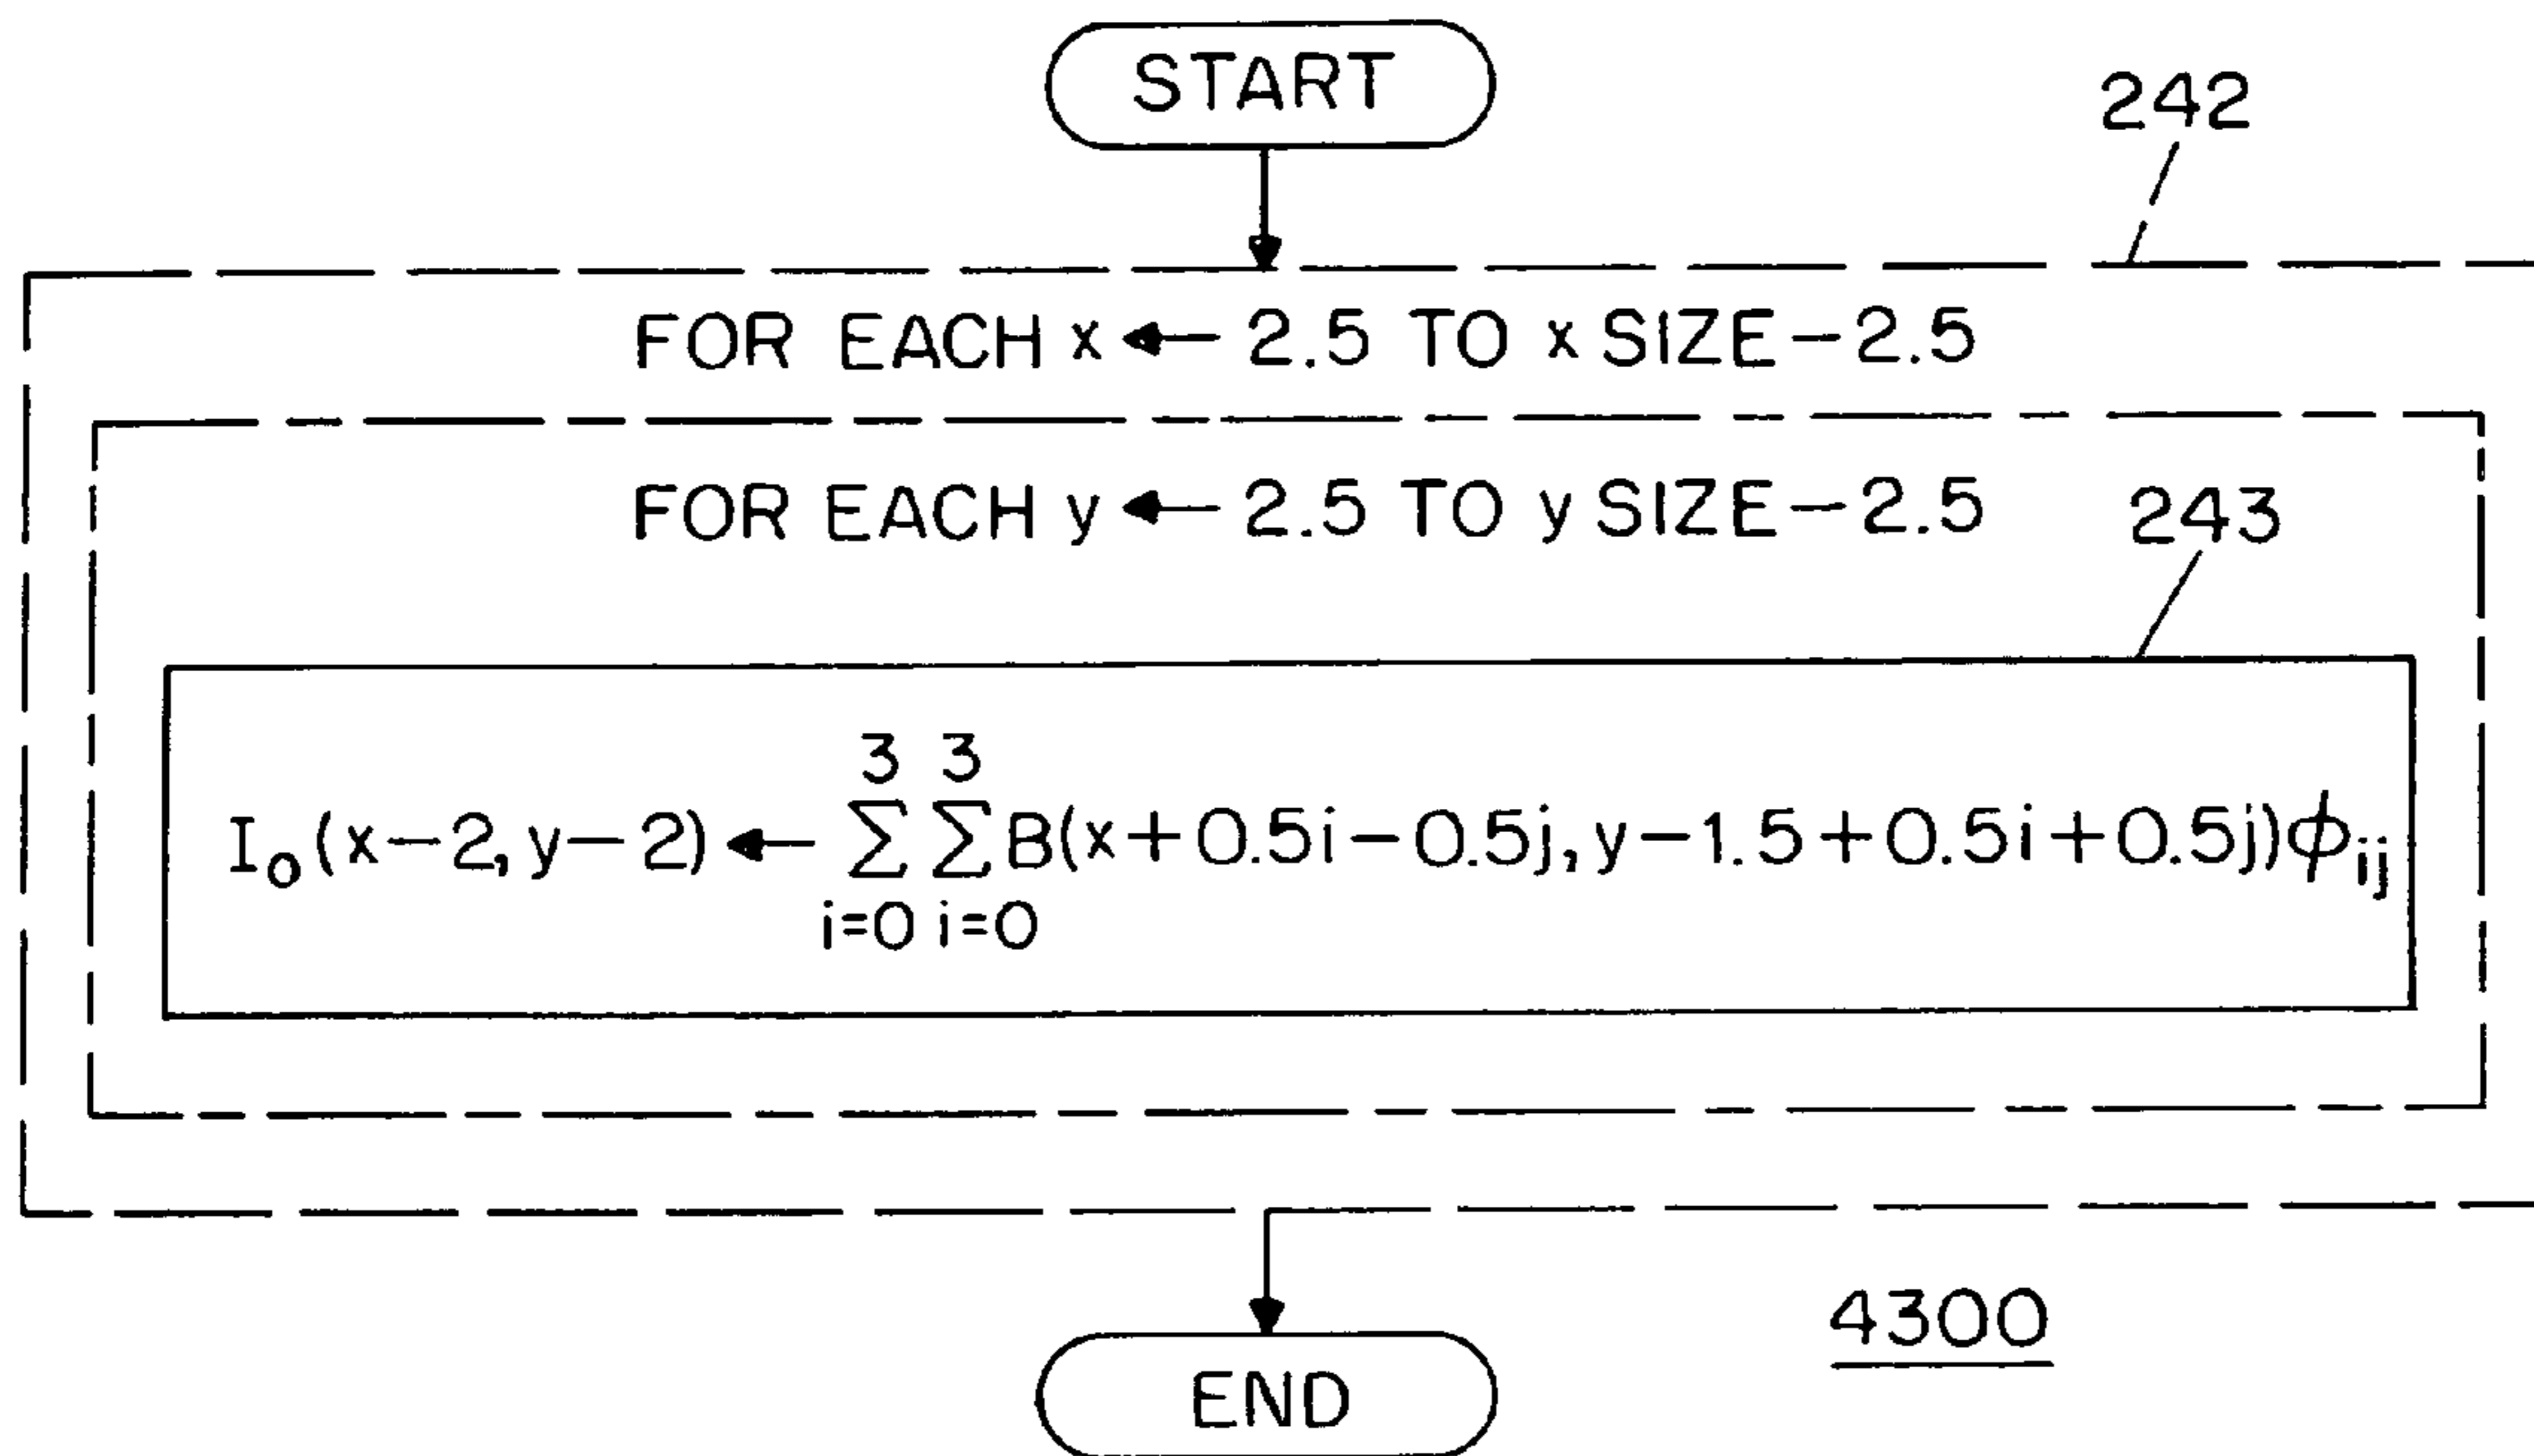 START
242
FOR EACH x ← 2.5 TO x SIZE−2.5
FOR EACH y ← 2.5 TO y SIZE−2.5
243
3 3
I₀(x−2, y−2) ← Σ Σ B(x+0.5i−0.5j, y−1.5+0.5i+0.5j)ϕᵢⱼ
i=0 i=0
4300
END